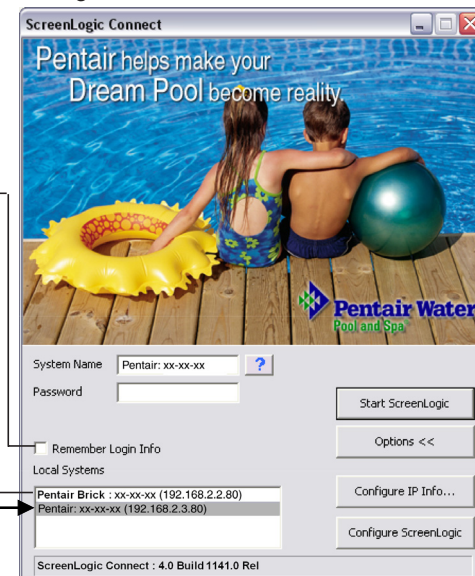 ScreenLogic Connect
Pentair helps make your
Dream Pool become reality.
Pentair Water
Pool and Spa
System Name
Pentair: xx-xx-xx
?
Password
Start ScreenLogic
Remember Login Info
Options <<
Local Systems
Pentair Brick : xx-xx-xx (192.168.2.2.80)
Pentair: xx-xx-xx (192.168.2.3.80)
Configure IP Info...
Configure ScreenLogic
ScreenLogic Connect : 4.0 Build 1141.0 Rel